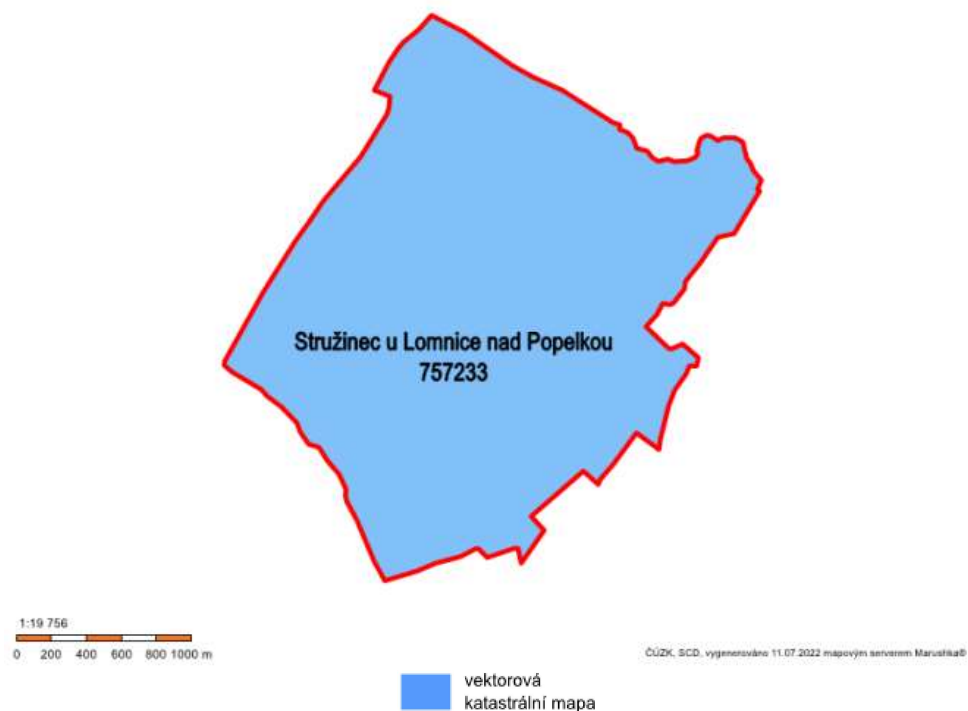 Stružinec u Lomnice nad Popelkou
757233
1:19 756
0 200 400 600 800 1000 m
ČÚZK, SCD, vygenerováno 11.07.2022 mapovým serverem Marushka®
vektorová
katastrální mapa